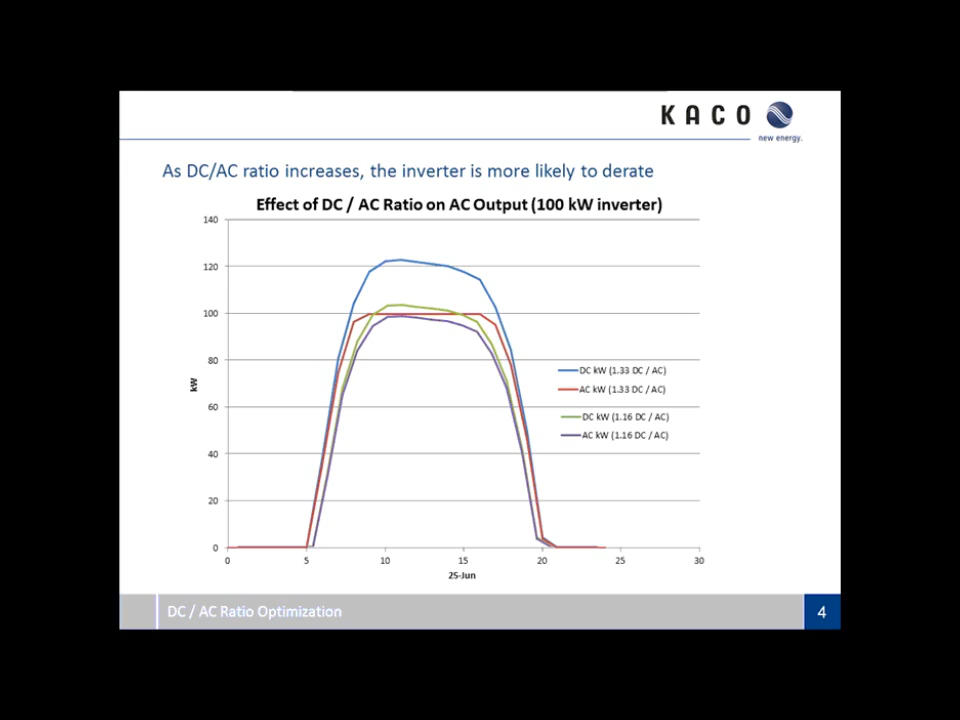 KACO
new energy.
As DC/AC ratio increases, the inverter is more likely to derate
Effect of DC / AC Ratio on AC Output (100 kW inverter)
140
120
100
80
60
40
20
0
kW
DC kW (1.33 DC / AC)
AC kW (1.33 DC / AC)
DC kW (1.16 DC / AC)
AC kW (1.16 DC / AC)
0 5 10 15 20 25 30
25-Jun
DC / AC Ratio Optimization
4